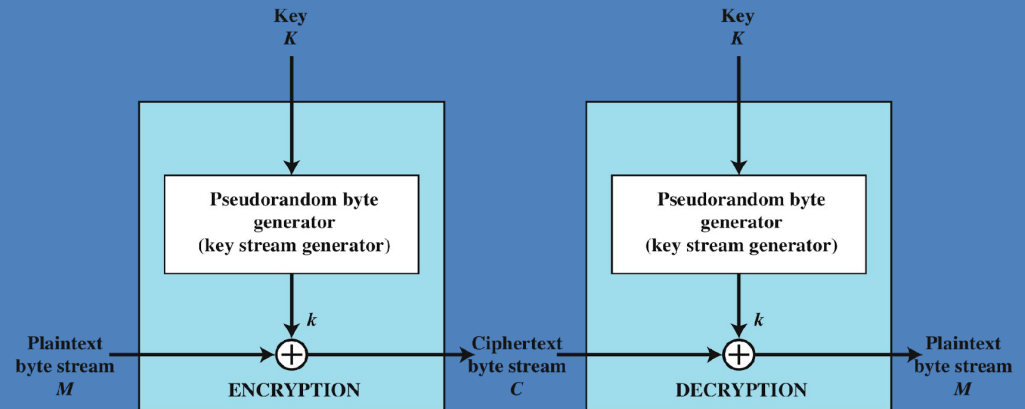 Key
K
Pseudorandom byte
generator
(key stream generator)
k
Plaintext
byte stream
M
ENCRYPTION
Ciphertext
byte stream
C
Key
K
Pseudorandom byte
generator
(key stream generator)
k
DECRYPTION
Plaintext
byte stream
M